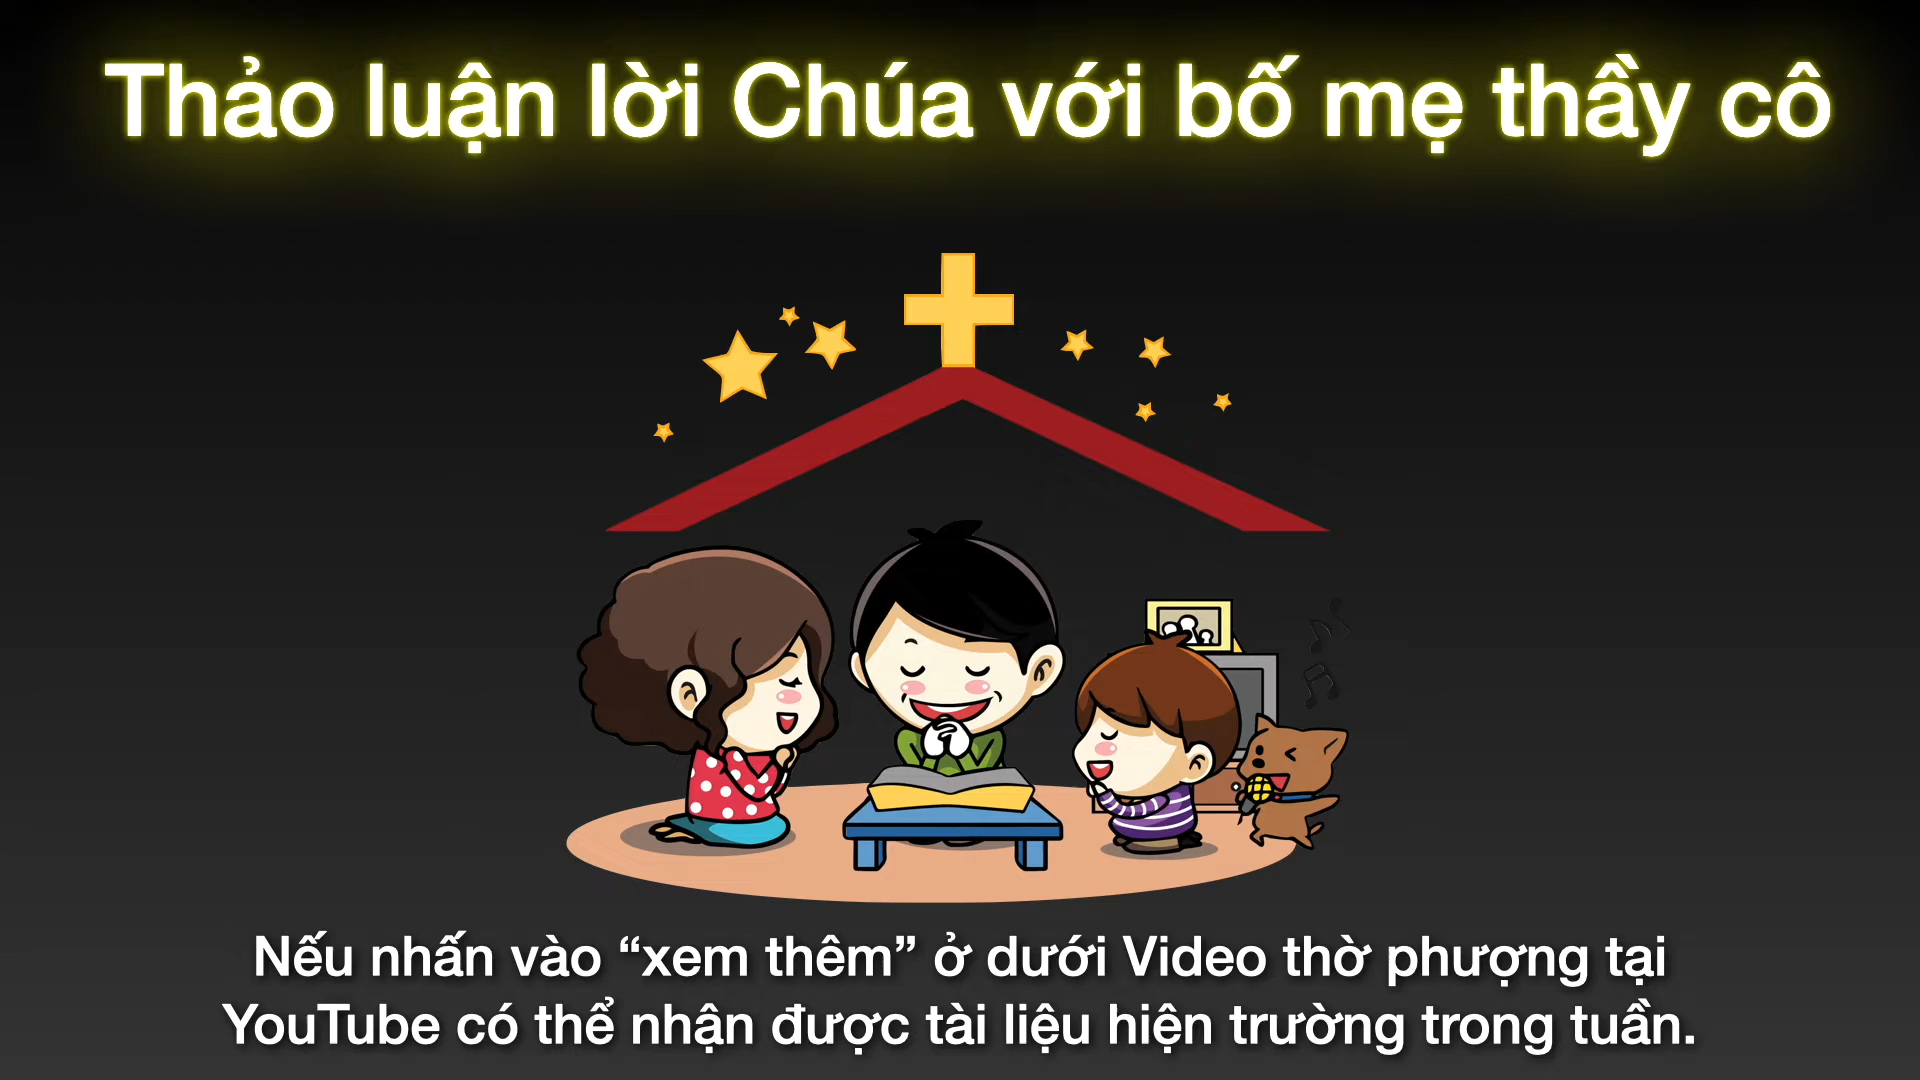 Thảo luận lời Chúa với bố mẹ thầy cô
Nếu nhấn vào “xem thêm” ở dưới Video thờ phượng tại
YouTube có thể nhận được tài liệu hiện trường trong tuần.